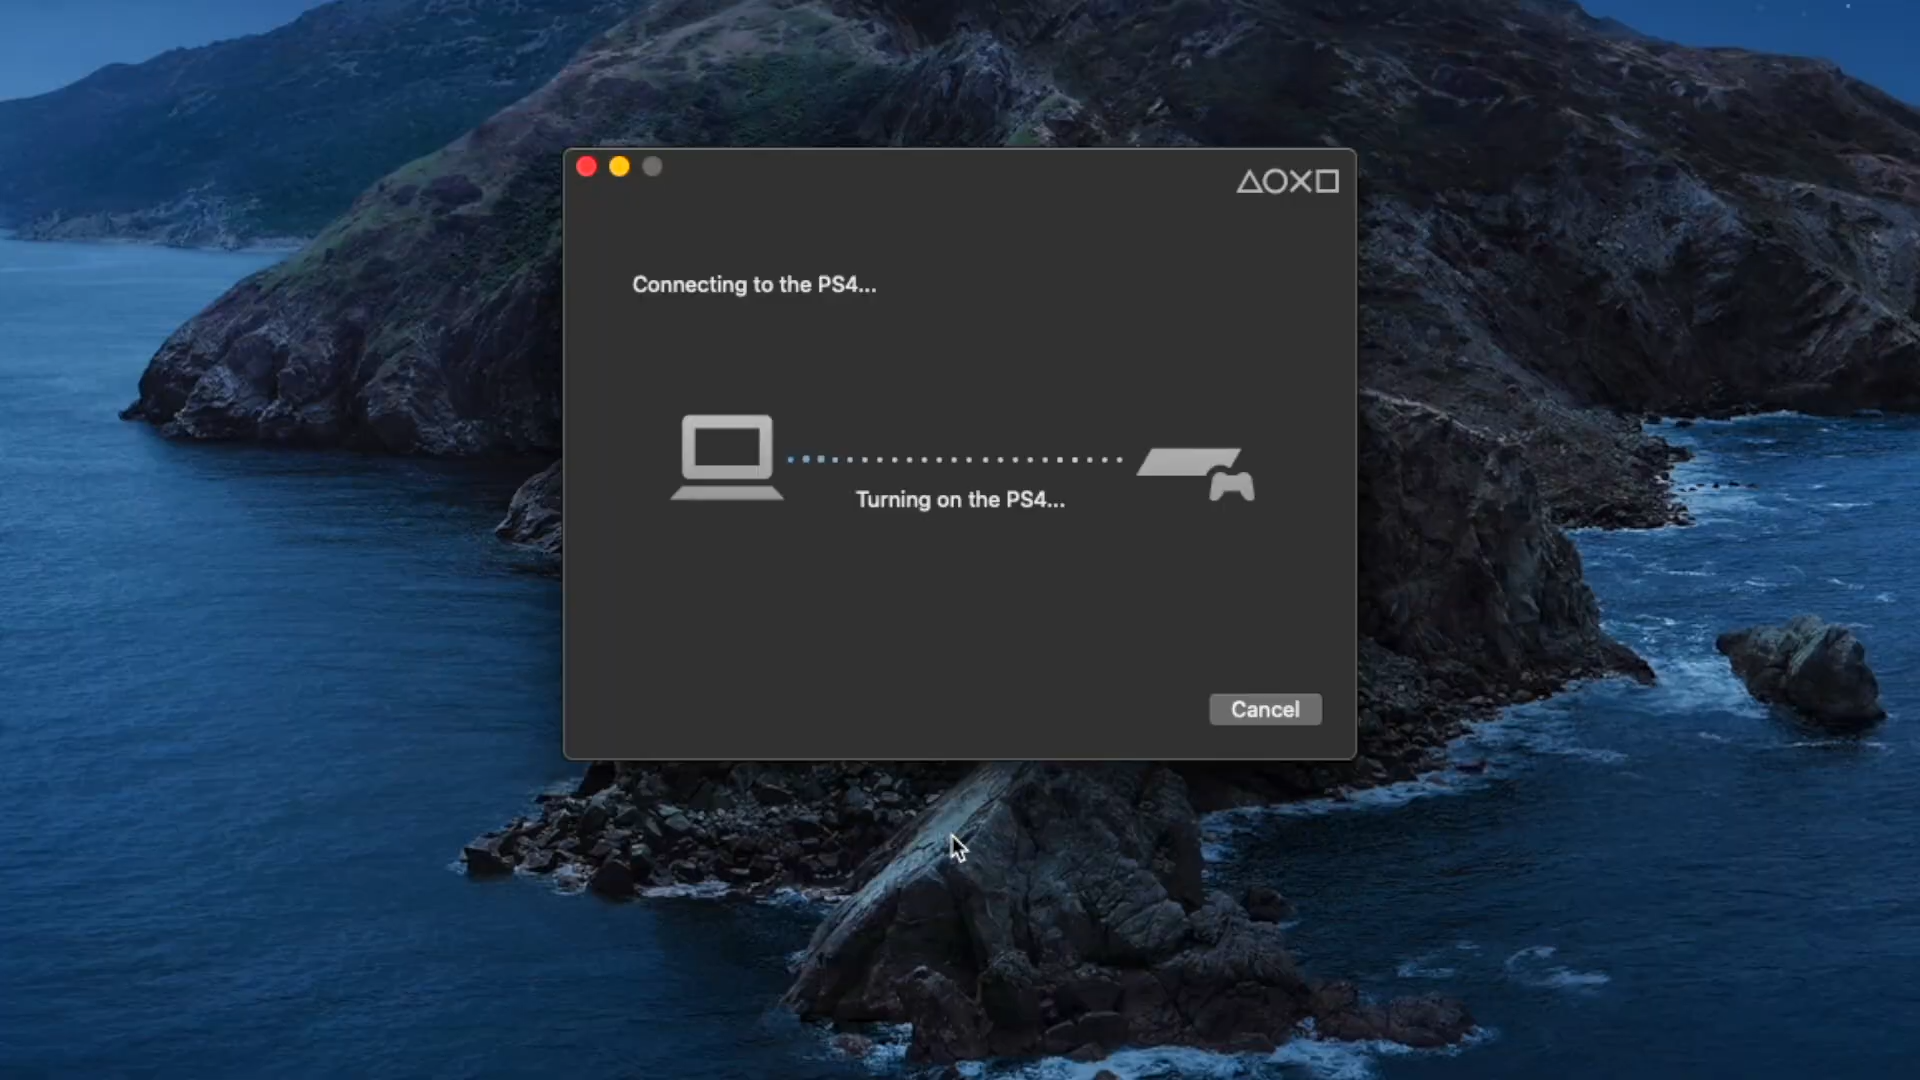 Connecting to the PS4...
Turning on the PS4...
Cancel